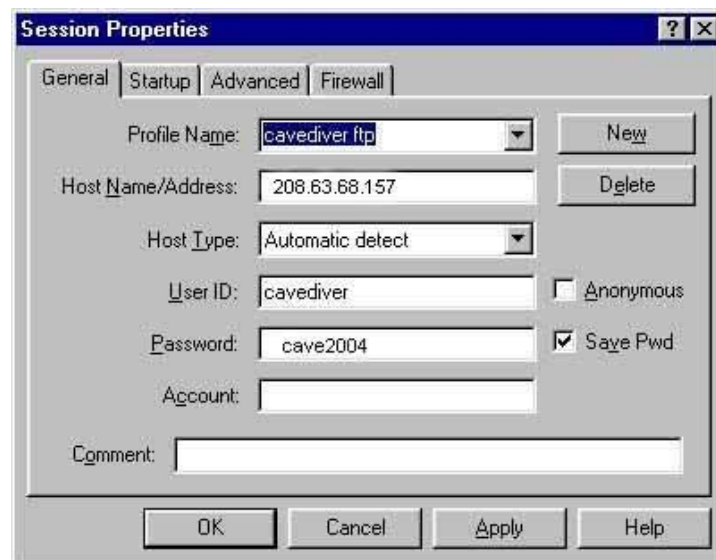 Session Properties
General Startup Advanced Firewall
Profile Name: cavediver ftp New
Host Name/Address: 208.63.68.157 Delete
Host Type: Automatic detect
User ID: cavediver Anonymous
Password: cave2004 Save Pwd
Account:
Comment:
OK Cancel Apply Help